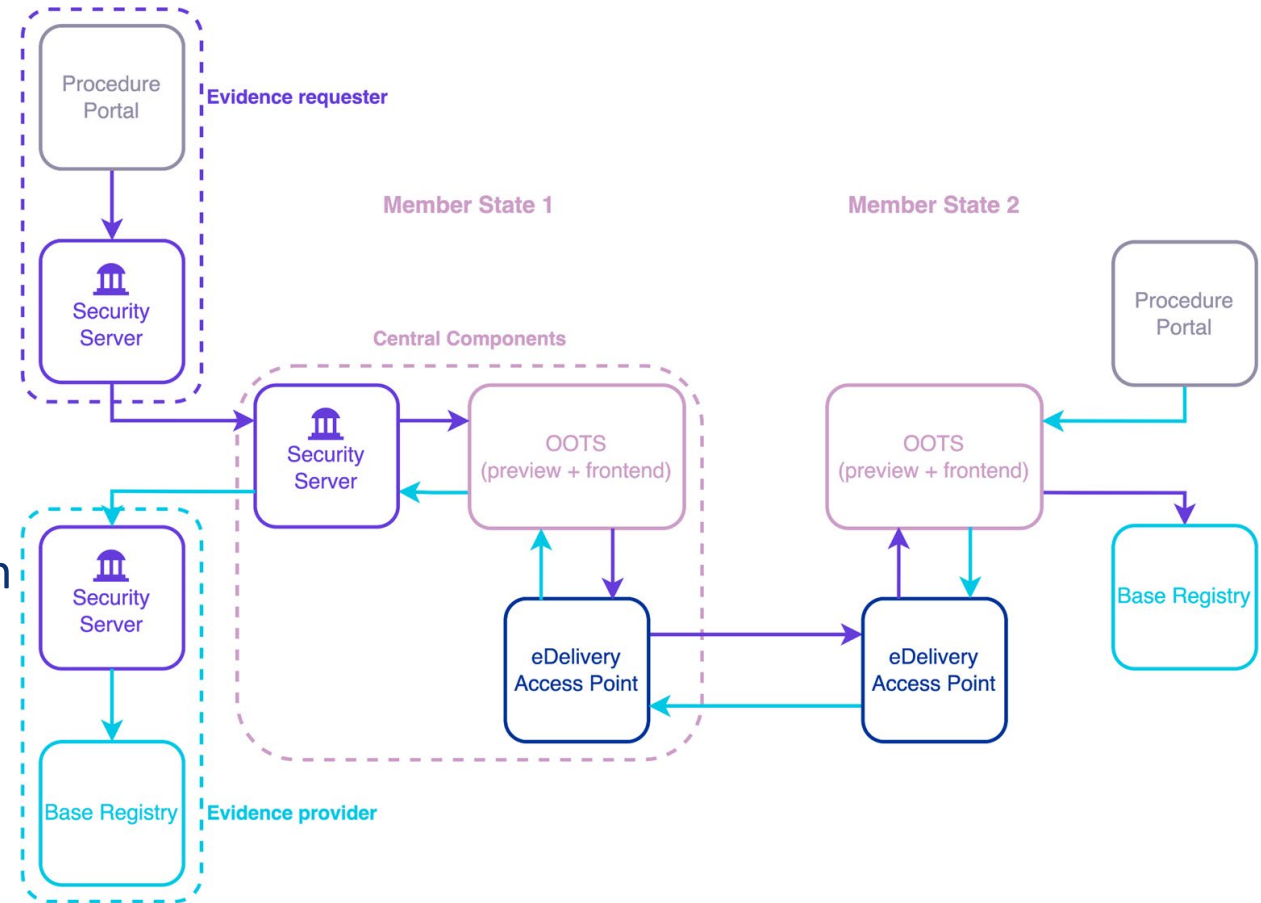 Procedure
Portal
Evidence requester
Security
Server
Member State 1
Member State 2
Procedure
Portal
Central Components
Security
Server
OOTS
(preview + frontend)
OOTS
(preview + frontend)
Security
Server
Base Registry
eDelivery
Access Point
eDelivery
Access Point
Base Registry
Evidence provider